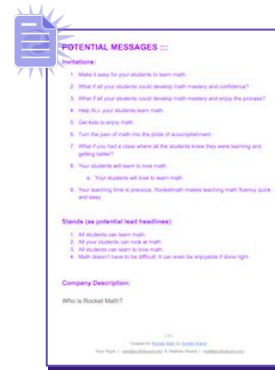 POTENTIAL MESSAGES :::
Invitations:
1. Make it easy for your students to learn math.
2. What if all your students could develop math mastery and confidence?
3. What if all your students could develop math mastery and enjoy the process?
4. Help ALL your students learn math.
5. Get kids to enjoy math.
6. Turn the pain of math into the pride of accomplishment.
7. What if you had a class where all the students knew they were learning and
getting better?
8. Your students will learn to love math
a. Your students will love to learn math
9. Your teaching time is precious. Rocketmath makes teaching math fluency quick
and easy.
Stands (as potential lead headlines):
1. All students can learn math.
2. All your students can rock at math.
3. All students can learn to love math.
4. Math doesn't have to be difficult. It can even be enjoyable if done right.
Company Description:
Who is Rocket Math?
Created for Rocket Math by